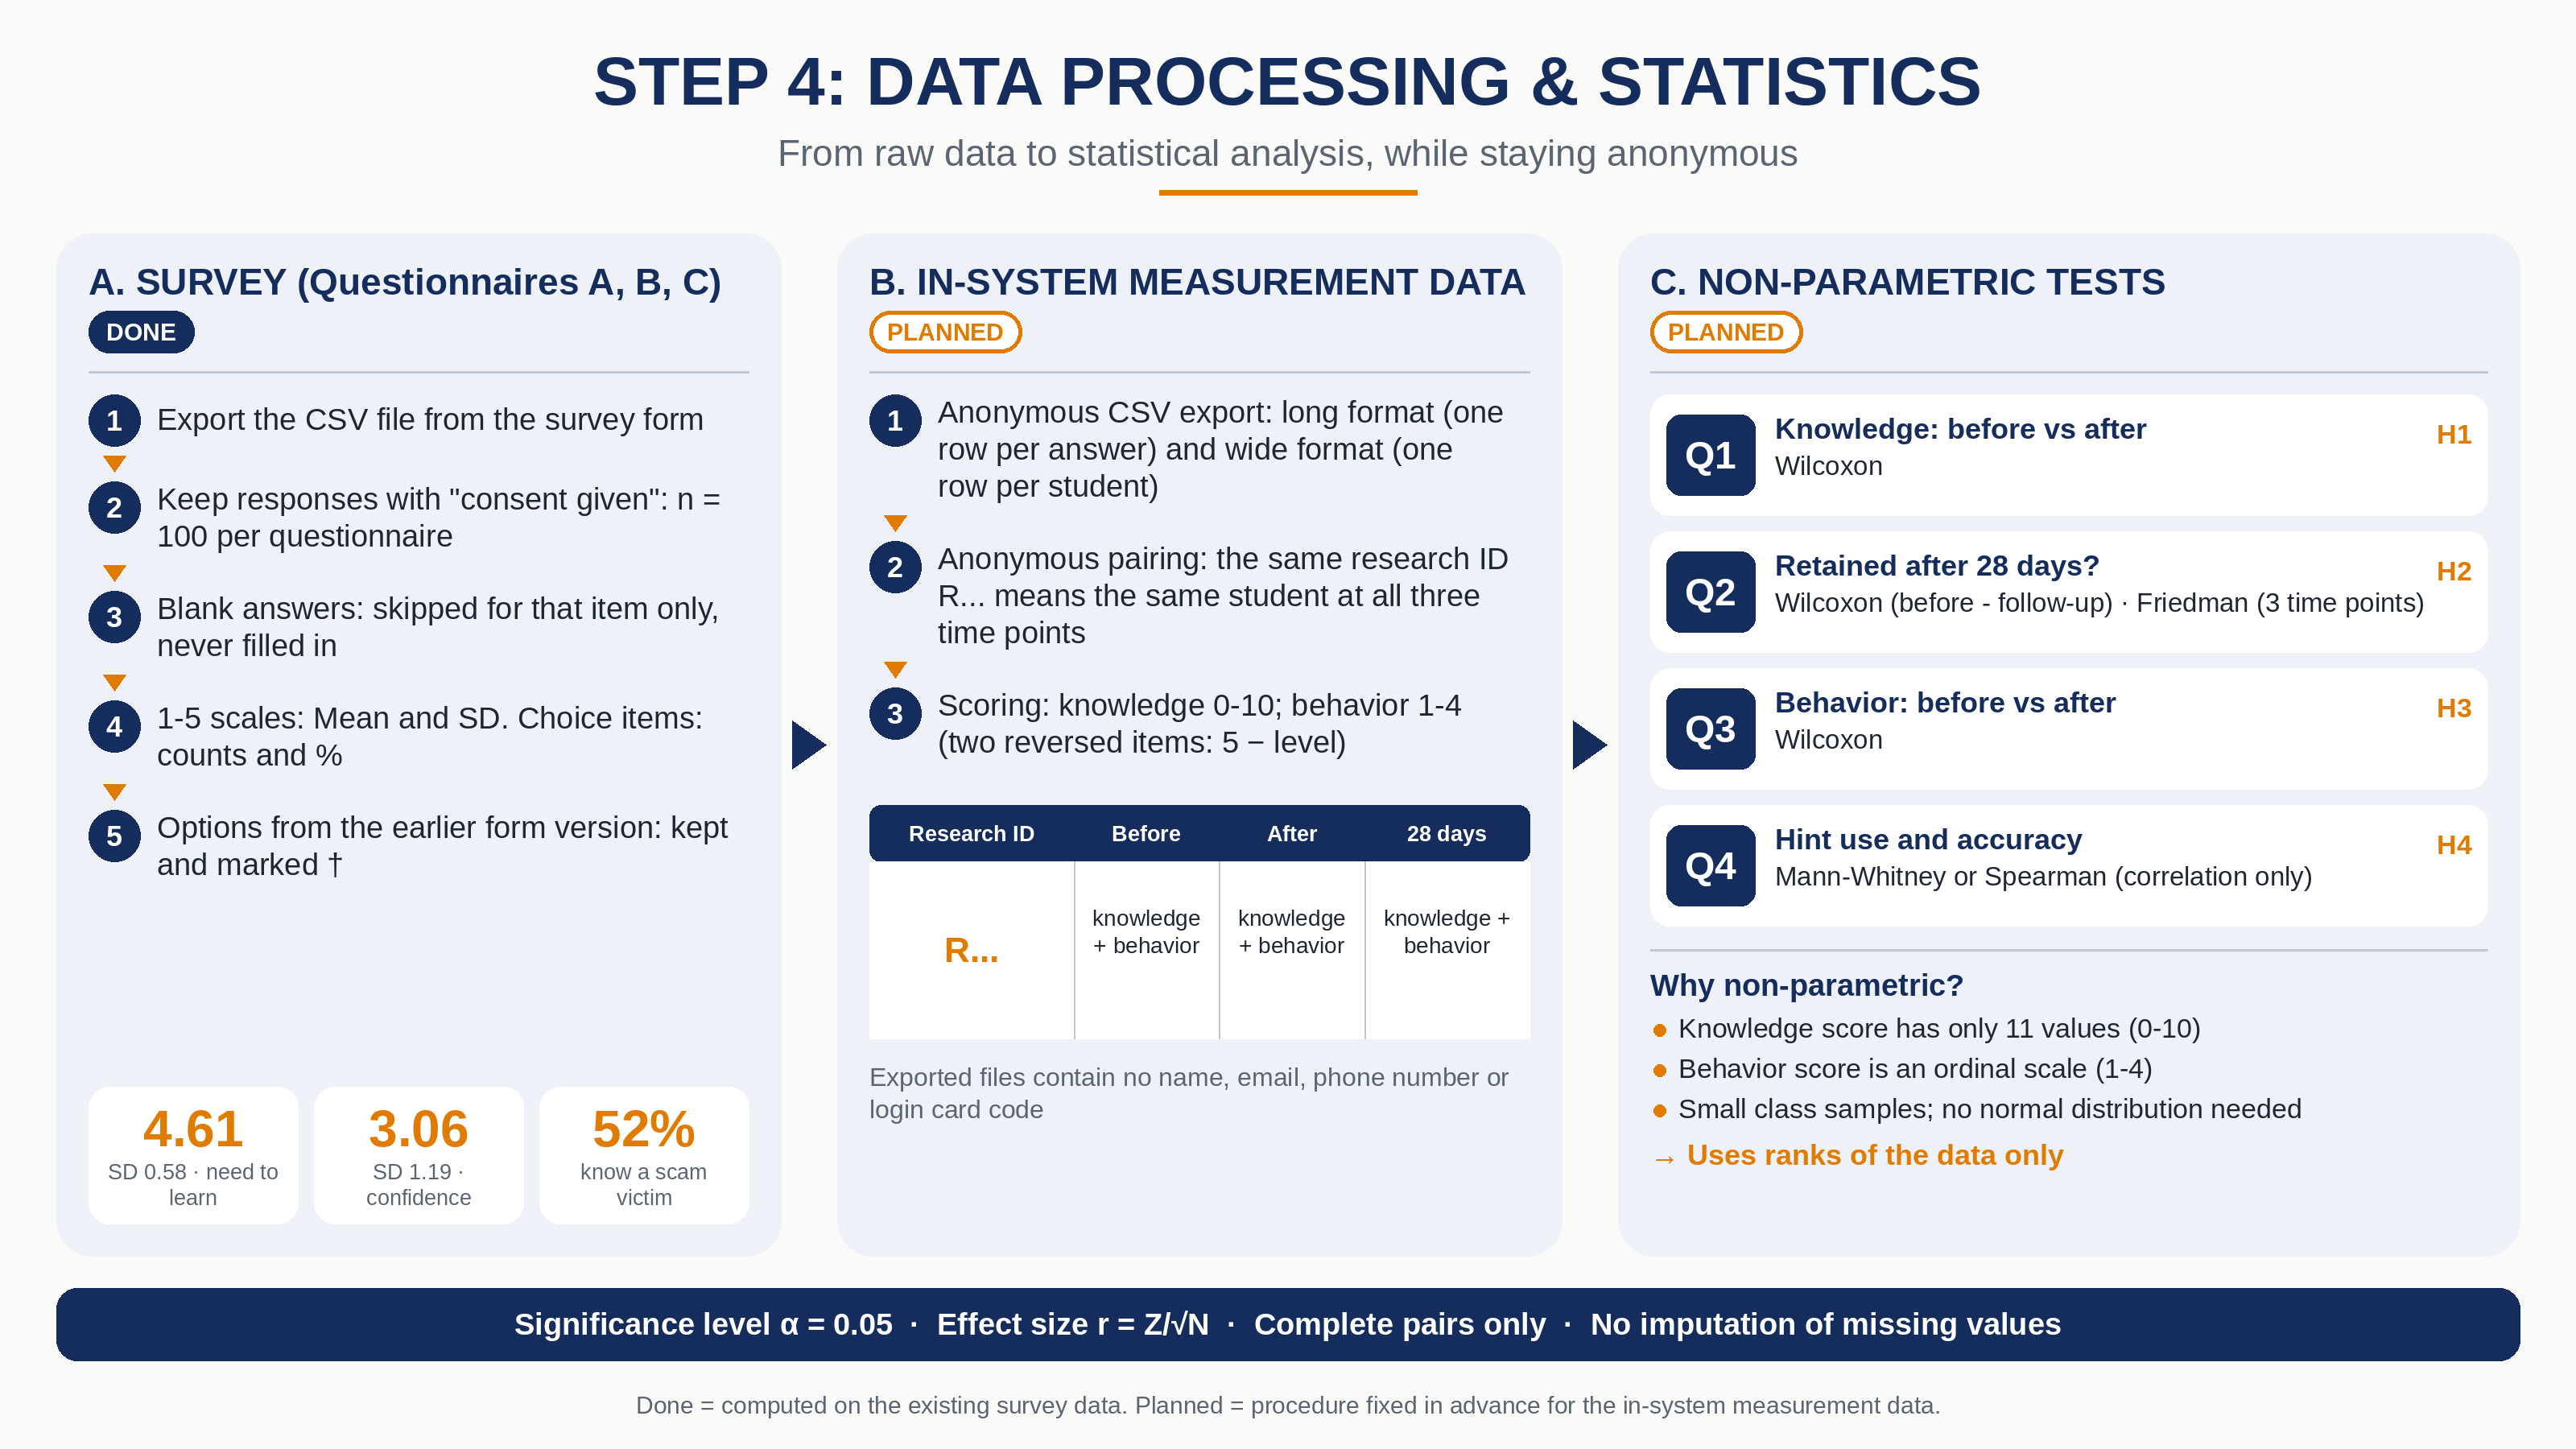 STEP 4: DATA PROCESSING & STATISTICS
From raw data to statistical analysis, while staying anonymous
A. SURVEY (Questionnaires A, B, C)
DONE
1
Export the CSV file from the survey form
2
Keep responses with "consent given": n =
100 per questionnaire
3
Blank answers: skipped for that item only,
never filled in
4
1-5 scales: Mean and SD. Choice items:
counts and %
5
Options from the earlier form version: kept
and marked †
4.61
SD 0.58 · need to
learn
3.06
SD 1.19 ·
confidence
52%
know a scam
victim
B. IN-SYSTEM MEASUREMENT DATA
PLANNED
1
Anonymous CSV export: long format (one
row per answer) and wide format (one
row per student)
2
Anonymous pairing: the same research ID
R... means the same student at all three
time points
3
Scoring: knowledge 0-10; behavior 1-4
(two reversed items: 5 − level)
Research ID Before After 28 days
R...
knowledge
+ behavior
knowledge
+ behavior
knowledge +
behavior
Exported files contain no name, email, phone number or
login card code
C. NON-PARAMETRIC TESTS
PLANNED
Q1
Knowledge: before vs after
H1
Wilcoxon
Q2
Retained after 28 days?
H2
Wilcoxon (before - follow-up) · Friedman (3 time points)
Q3
Behavior: before vs after
H3
Wilcoxon
Q4
Hint use and accuracy
H4
Mann-Whitney or Spearman (correlation only)
Why non-parametric?
● Knowledge score has only 11 values (0-10)
● Behavior score is an ordinal scale (1-4)
● Small class samples; no normal distribution needed
→ Uses ranks of the data only
Significance level α = 0.05 · Effect size r = Z/√N · Complete pairs only · No imputation of missing values
Done = computed on the existing survey data. Planned = procedure fixed in advance for the in-system measurement data.